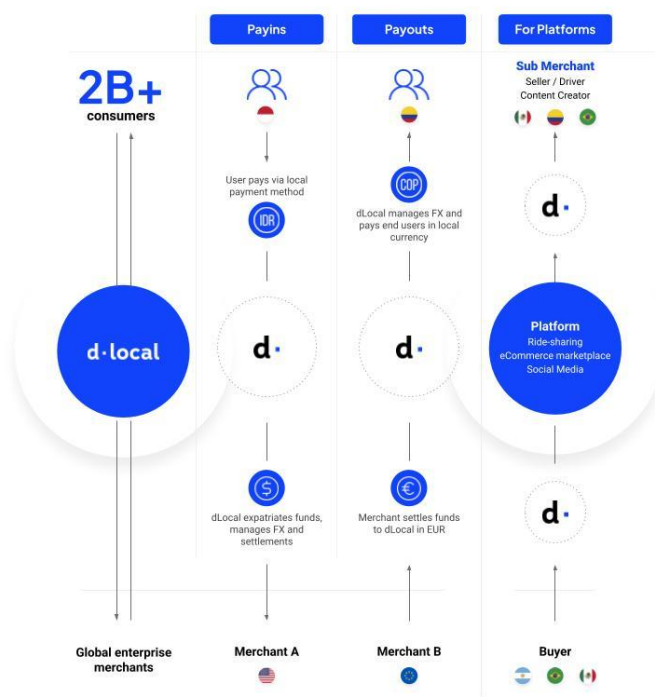 Payins
Payouts
For Platforms
2B+
consumers
Sub Merchant
Seller / Driver
Content Creator
User pays via local
payment method
IDR
COP
dLocal manages FX and
pays end users in local
currency
d·
d·local
d·
d·
Platform
Ride-sharing
eCommerce marketplace
Social Media
$
€
dLocal expatriates funds,
manages FX and
settlements
Merchant settles funds
to dLocal in EUR
d·
Global enterprise
merchants
Merchant A
Merchant B
Buyer